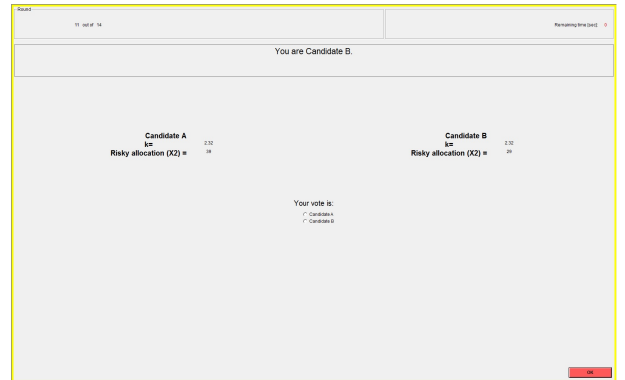 Round
11 out of 14
Remaining time [sec]: 0
You are Candidate B.
Candidate A
k= 2.32
Risky allocation (X2) = 39
Candidate B
k= 2.32
Risky allocation (X2) = 29
Your vote is:
Candidate A
Candidate B
OK